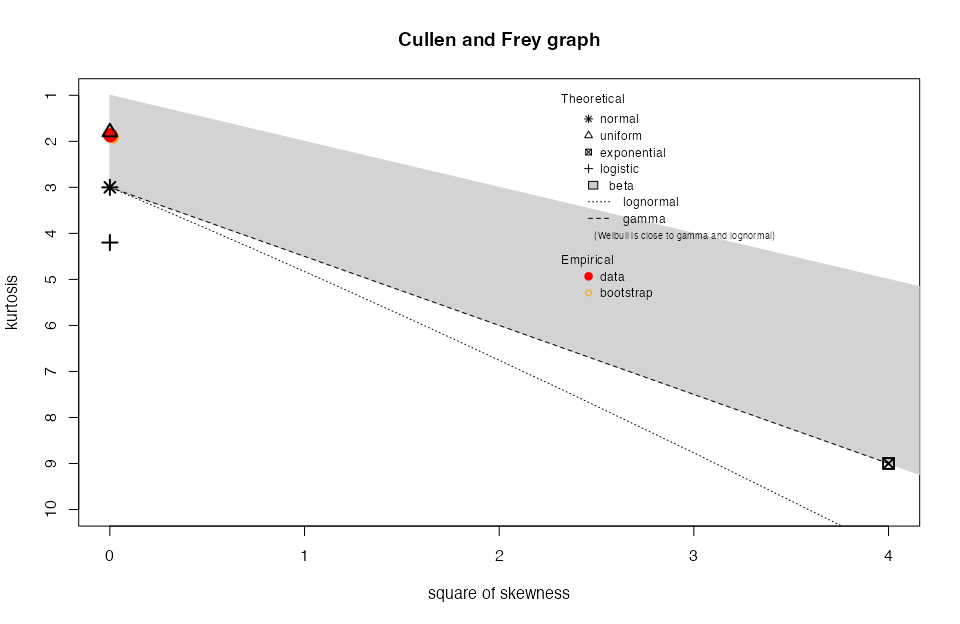 Cullen and Frey graph
Theoretical
normal
uniform
exponential
logistic
beta
lognormal
gamma
(Weibull is close to gamma and lognormal)
Empirical
data
bootstrap
kurtosis
1
2
3
4
5
6
7
8
9
10
0 1 2 3 4
square of skewness